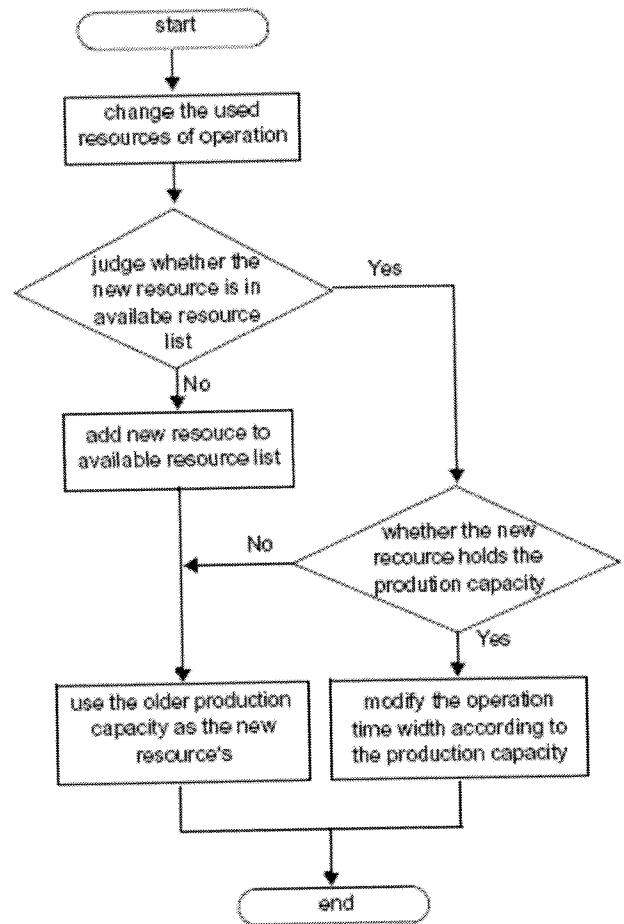 start
change the used
resources of operation
judge whether the
new resource is in
availabe resource
list
Yes
No
add new resouce to
available resource list
whether the new
recource holds the
prodution capacity
No
Yes
use the older production
capacity as the new
resource's
modify the operation
time width according to
the production capacity
end